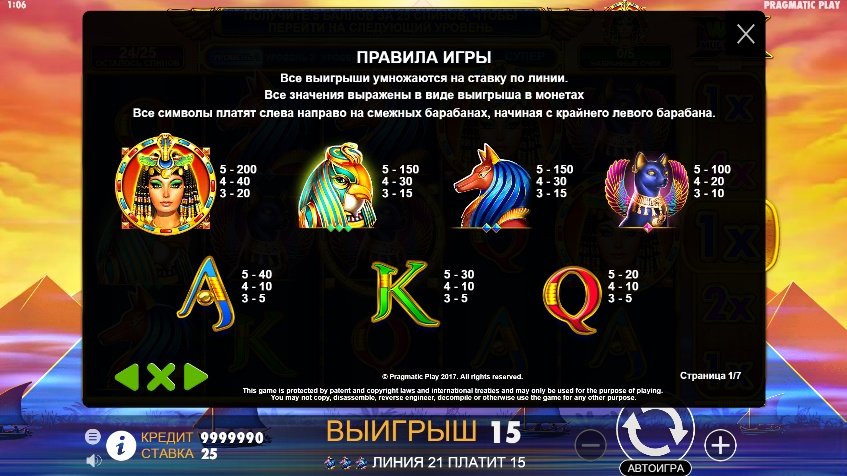 1:06
PRAGMATIC PLAY
ПРАВИЛА ИГРЫ
Все выигрыши умножаются на ставку по линии.
Все значения выражены в виде выигрыша в монетах
Все символы платят слева направо на смежных барабанах, начиная с крайнего левого барабана.
5 - 200
4 - 40
3 - 20
5 - 150
4 - 30
3 - 15
5 - 150
4 - 30
3 - 15
5 - 100
4 - 20
3 - 10
A
5 - 40
4 - 10
3 - 5
K
5 - 30
4 - 10
3 - 5
Q
5 - 20
4 - 10
3 - 5
© Pragmatic Play 2017. All rights reserved.
Страница 1/7
This game is protected by patent and copyright laws and international treaties and may only be used for the purpose of playing.
You may not copy, disassemble, reverse engineer, decompile or otherwise use the game for any other purpose.
КРЕДИТ 9999990
СТАВКА 25
ВЫИГРЫШ 15
ЛИНИЯ 21 ПЛАТИТ 15
АВТОИГРА